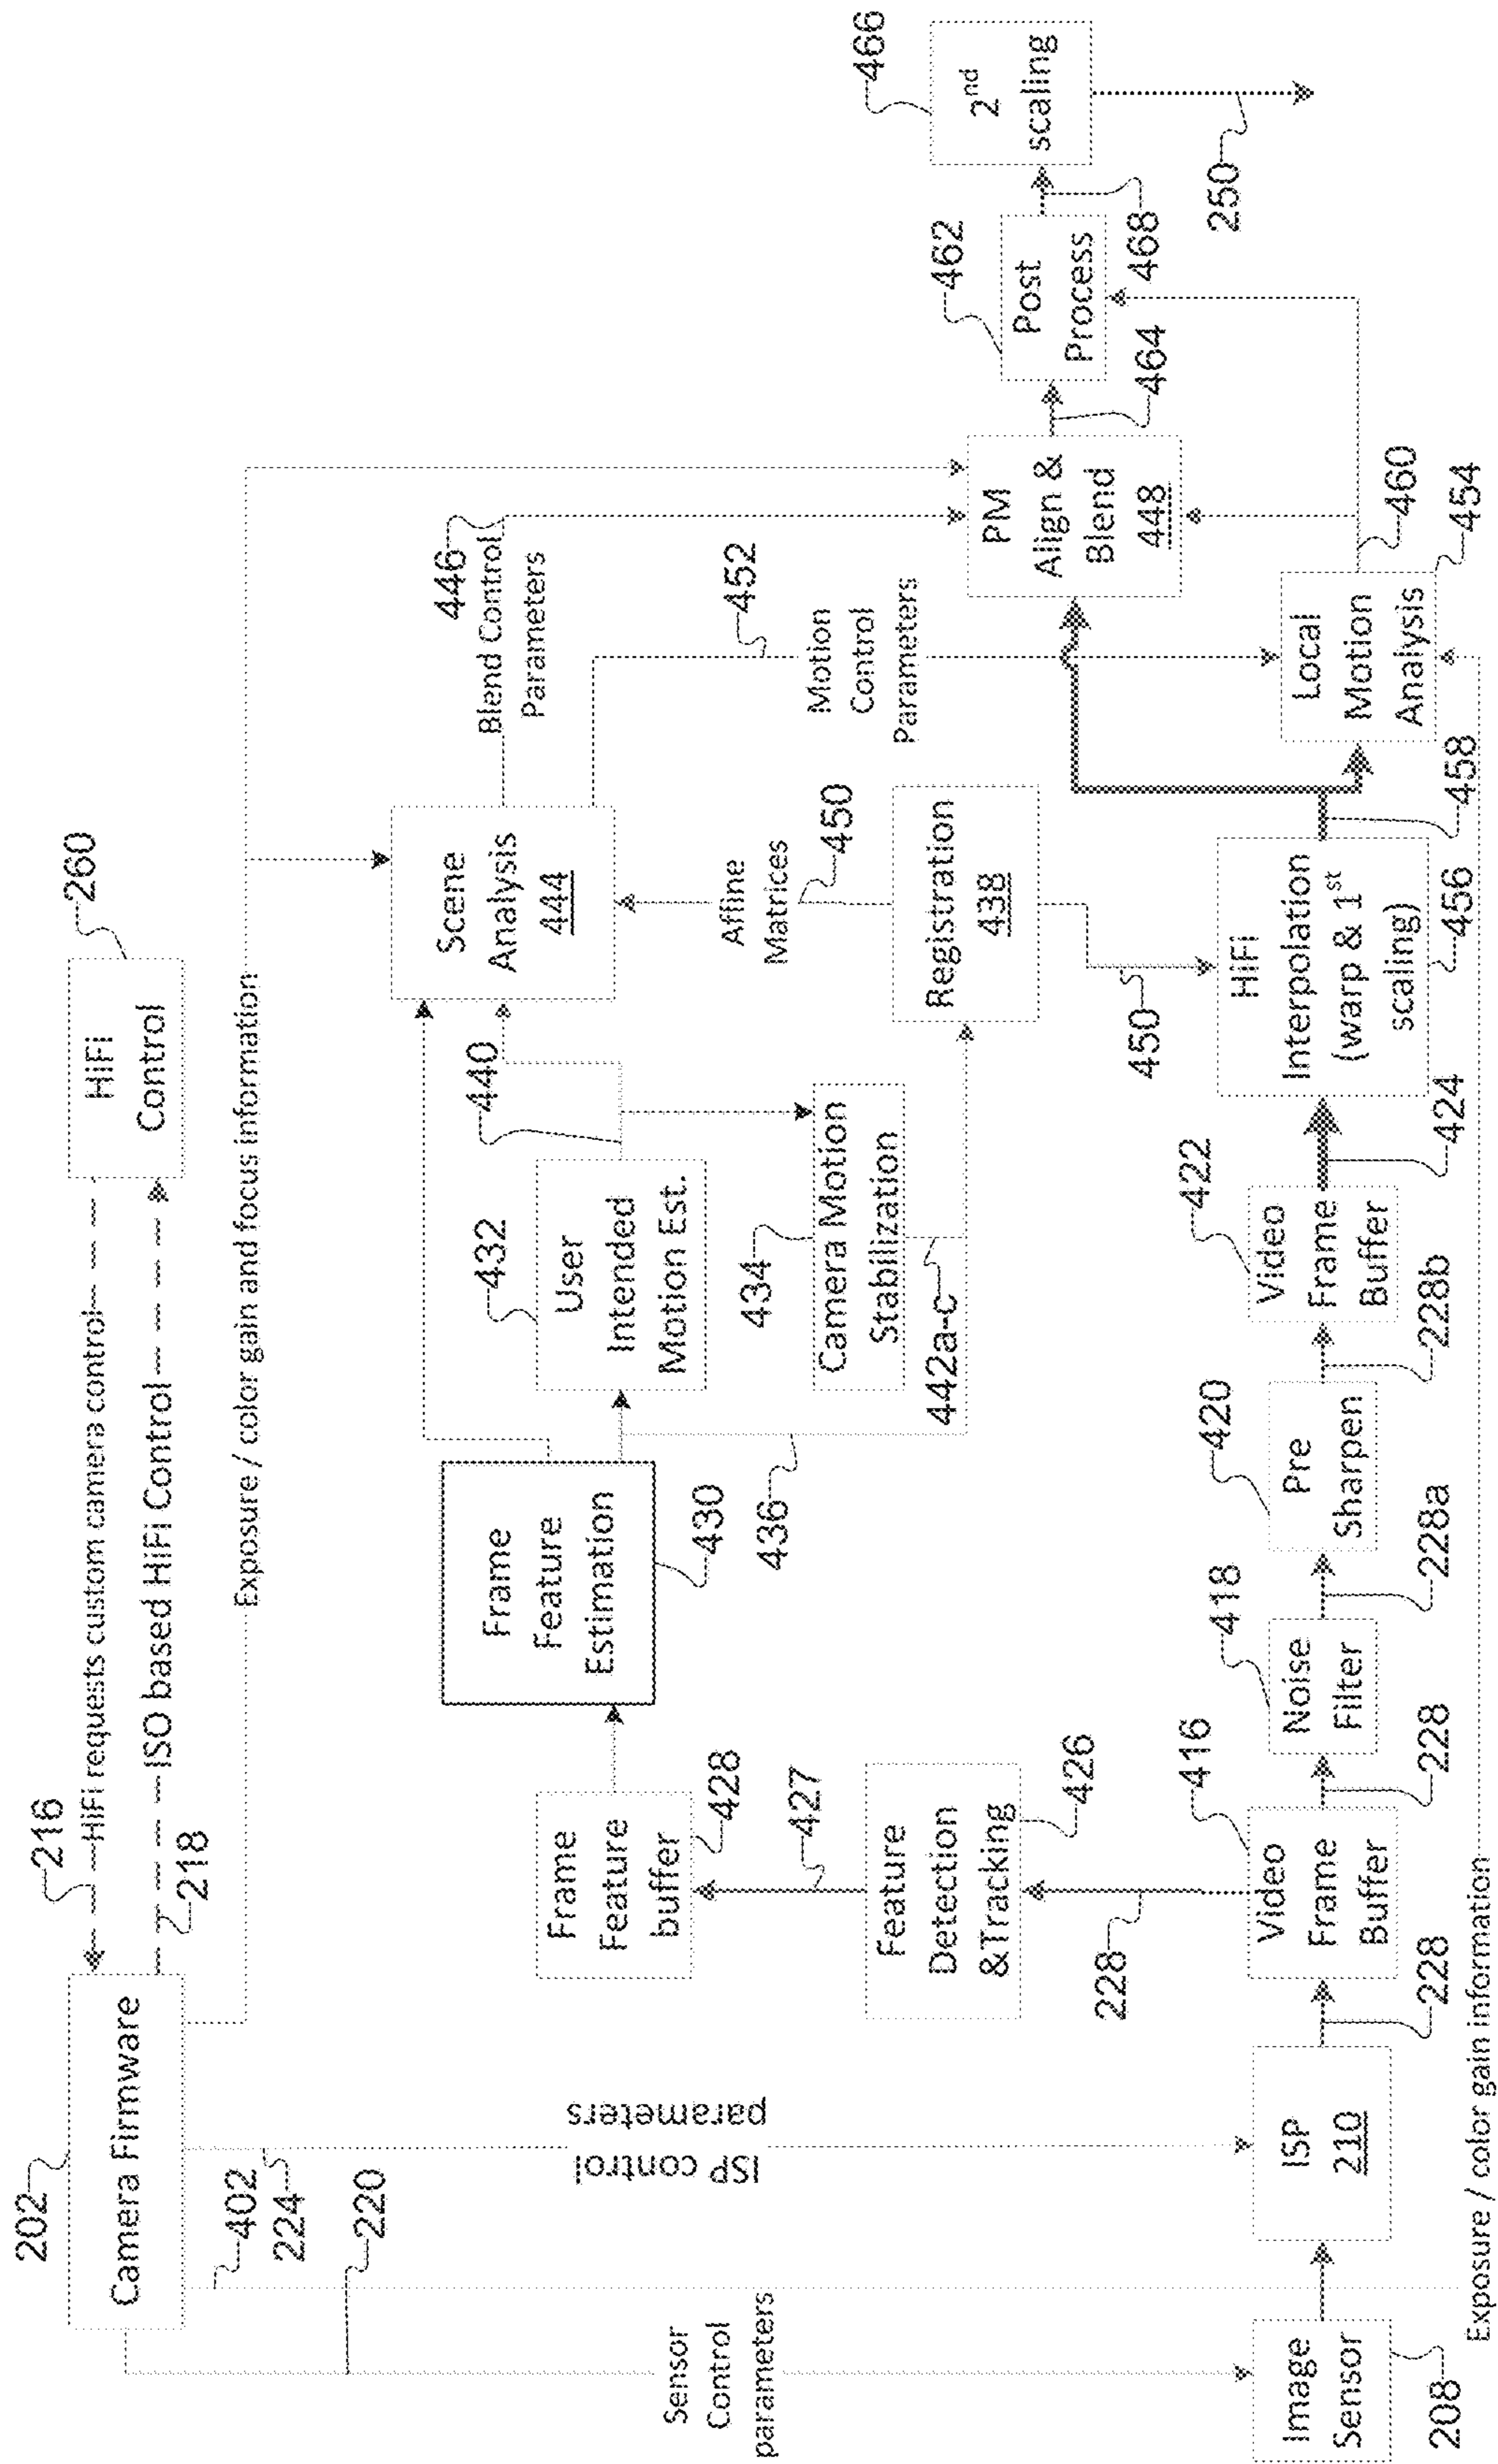 202
Camera Firmware
216
HiFi requests custom camera control
218
ISO based HiFi Control
HiFi
Control
260
Exposure / color gain and focus information
402
224
220
Sensor
Control
parameters
ISP control
parameters
Frame
Feature
buffer
428
Frame
Feature
Estimation
430
432
User
Intended
Motion Est.
440
434
Camera Motion
Stabilization
436
442a-c
Scene
Analysis
444
446
Blend Control
Parameters
452
Motion
Control
Parameters
Affine
Matrices
450
Registration
438
450
Feature
Detection
&Tracking
426
427
228
Image
Sensor
208
ISP
210
228
Video
Frame
Buffer
416
228
Noise
Filter
418
228a
Pre
Sharpen
420
228b
Video
Frame
Buffer
422
424
HiFi
Interpolation
(warp & 1st
scaling)
456
458
Local
Motion
Analysis
454
460
PM
Align &
Blend
448
464
Post
Process
462
468
2nd
scaling
466
250
Exposure / color gain information